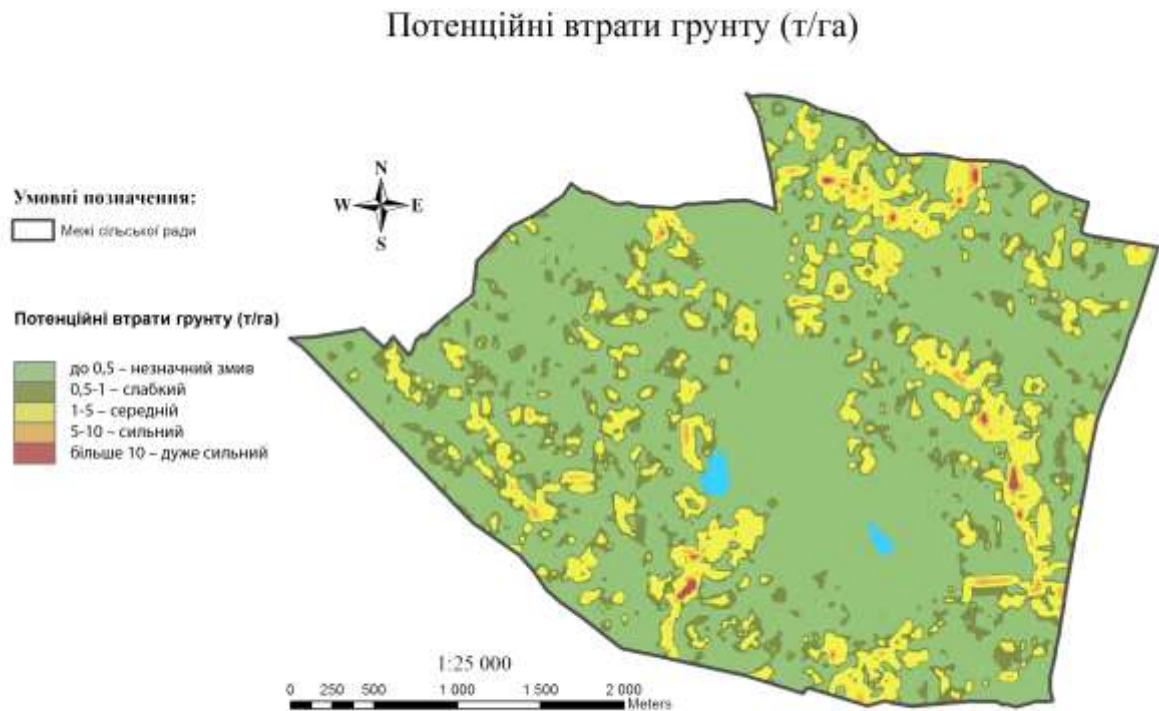 Потенційні втрати грунту (т/га)
N
W E
S
Умовні позначення:
Межі сільської ради
Потенційні втрати грунту (т/га)
до 0,5 – незначний змив
0,5-1 – слабкий
1-5 – середній
5-10 – сильний
більше 10 – дуже сильний
1:25 000
0 250 500 1 000 1 500 2 000
Meters